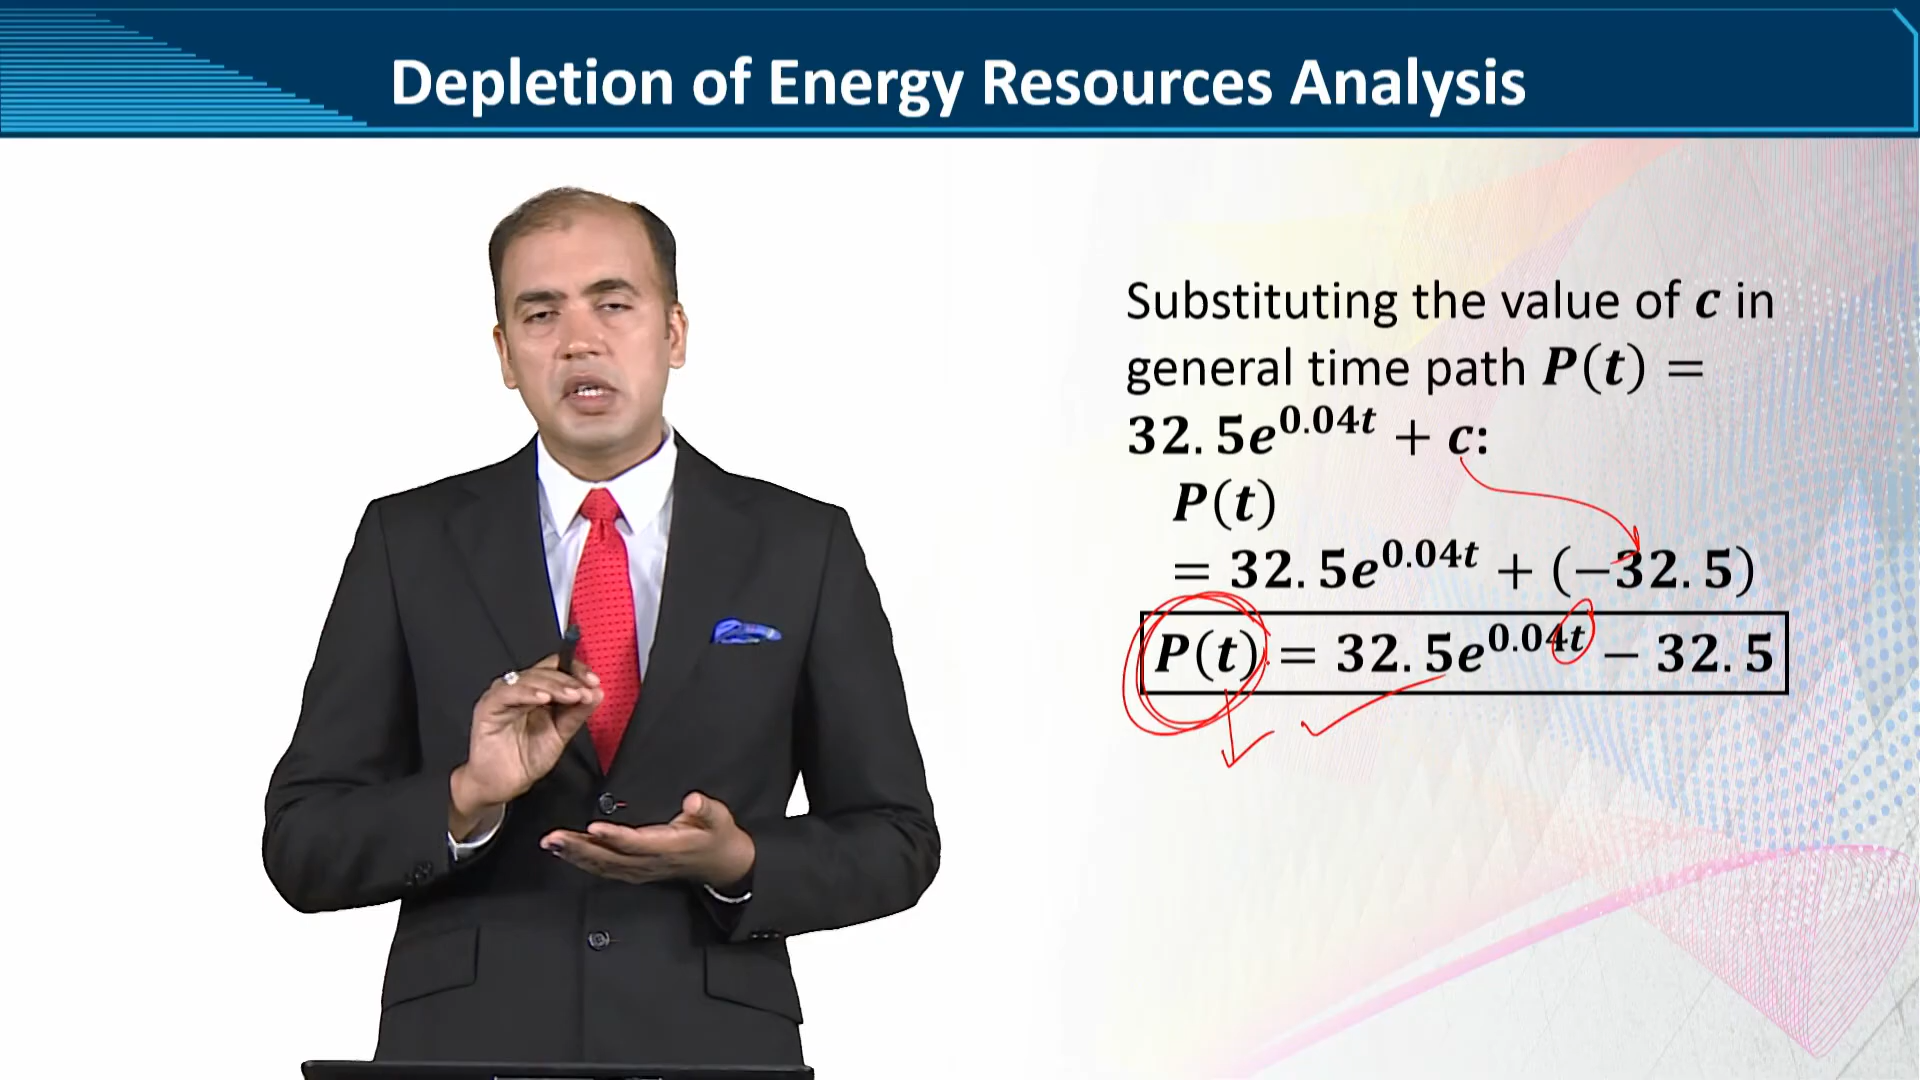 Depletion of Energy Resources Analysis
Substituting the value of c in
general time path P(t) =
32.5e^{0.04t} + c:
P(t)
= 32.5e^{0.04t} + (−32.5)
P(t) = 32.5e^{0.04t} − 32.5